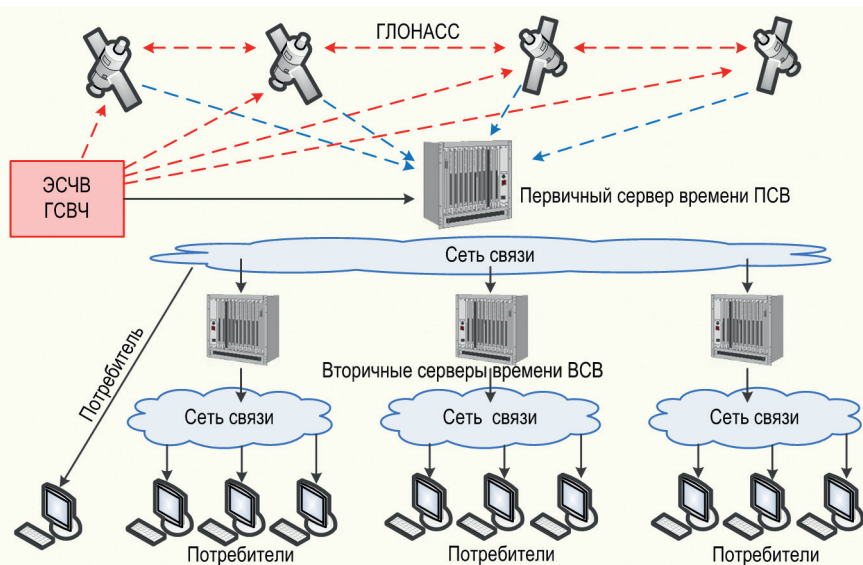 ГЛОНАСС
ЭСЧВ
ГСВЧ
Первичный сервер времени ПСВ
Сеть связи
Потребитель
Вторичные серверы времени ВСВ
Сеть связи
Сеть связи
Сеть связи
Потребители
Потребители
Потребители